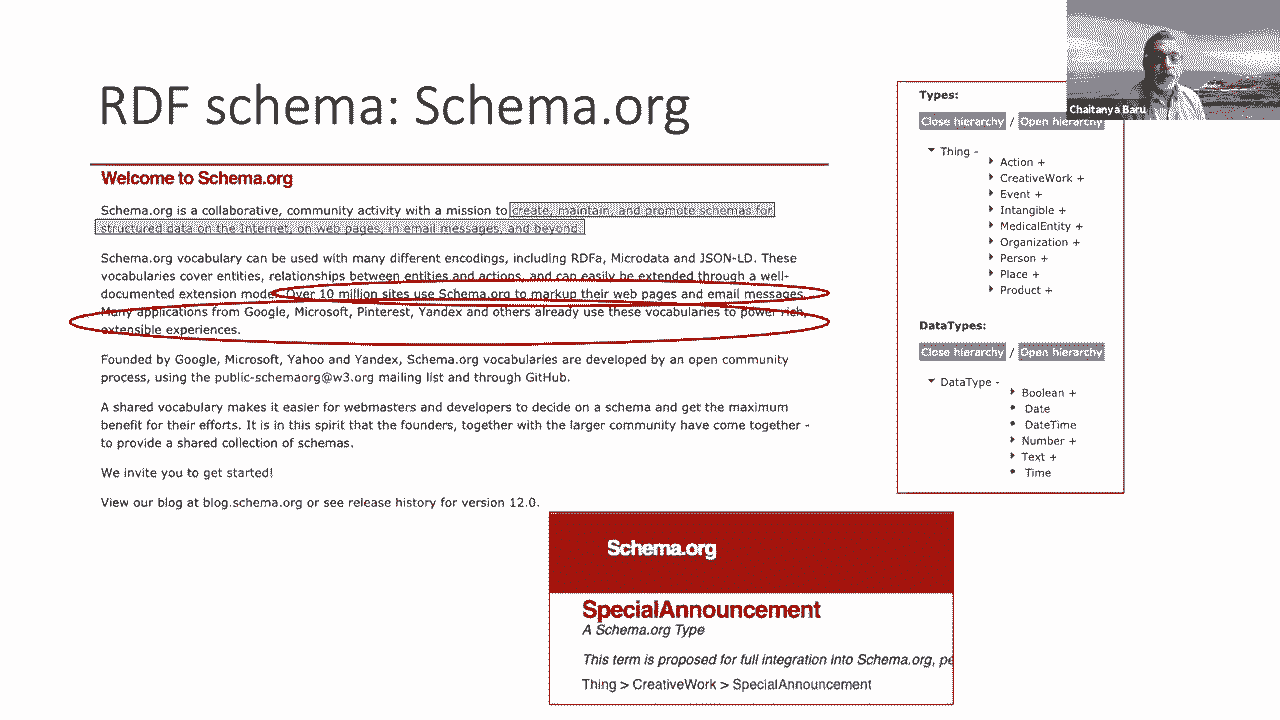 RDF schema: Schema.org
Welcome to Schema.org
Schema.org is a collaborative, community activity with a mission to create, maintain, and promote schemas for
structured data on the Internet, on web pages, in email messages, and beyond.
Schema.org vocabulary can be used with many different encodings, including RDFa, Microdata and JSON-LD. These
vocabularies cover entities, relationships between entities and actions, and can easily be extended through a well-
documented extension model. Over 10 million sites use Schema.org to markup their web pages and email messages.
Many applications from Google, Microsoft, Pinterest, Yandex and others already use these vocabularies to power rich,
extensible experiences.
Founded by Google, Microsoft, Yahoo and Yandex, Schema.org vocabularies are developed by an open community
process, using the public-schemaorg@w3.org mailing list and through GitHub.
A shared vocabulary makes it easier for webmasters and developers to decide on a schema and get the maximum
benefit for their efforts. It is in this spirit that the founders, together with the larger community have come together -
to provide a shared collection of schemas.
We invite you to get started!
View our blog at blog.schema.org or see release history for version 12.0.
Types:
Close hierarchy / Open hierarchy
Thing -
Action +
CreativeWork +
Event +
Intangible +
MedicalEntity +
Organization +
Person +
Place +
Product +
DataTypes:
Close hierarchy / Open hierarchy
DataType -
Boolean +
Date
DateTime
Number +
Text +
Time
Schema.org
SpecialAnnouncement
A Schema.org Type
This term is proposed for full integration into Schema.org, pe
Thing > CreativeWork > SpecialAnnouncement
Chaitanya Baru